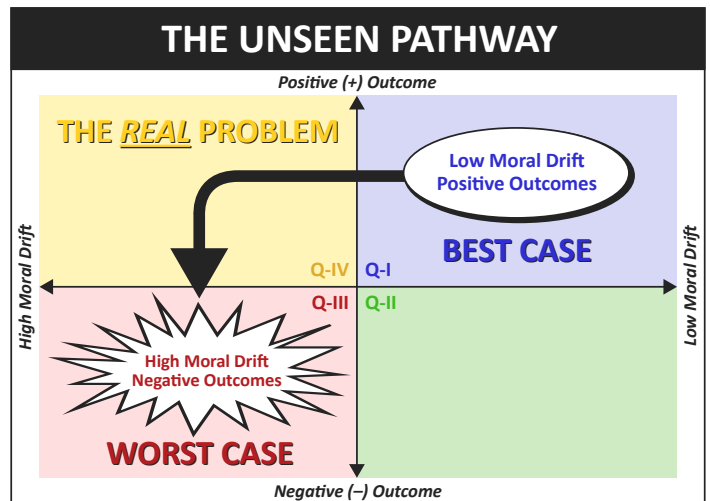 THE UNSEEN PATHWAY
Positive (+) Outcome
THE REAL PROBLEM
Low Moral Drift
Positive Outcomes
BEST CASE
Q-IV
Q-I
High Moral Drift
Low Moral Drift
Q-III
Q-II
High Moral Drift
Negative Outcomes
WORST CASE
Negative (–) Outcome